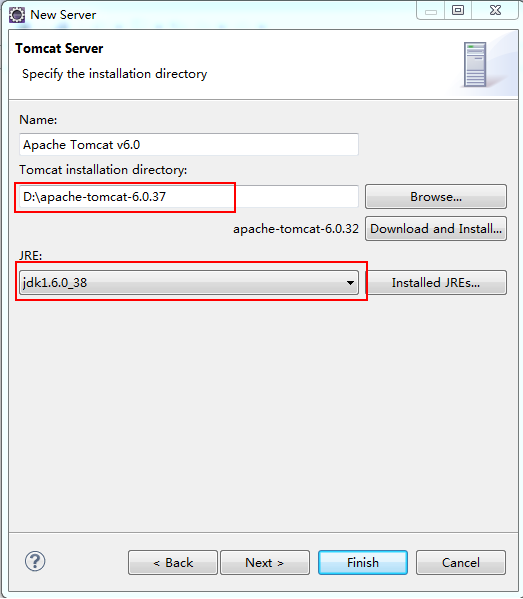 New Server
Tomcat Server
Specify the installation directory
Name:
Apache Tomcat v6.0
Tomcat installation directory:
D:\apache-tomcat-6.0.37
Browse...
apache-tomcat-6.0.32
Download and Install...
JRE:
jdk1.6.0_38
Installed JREs...
?
< Back
Next >
Finish
Cancel